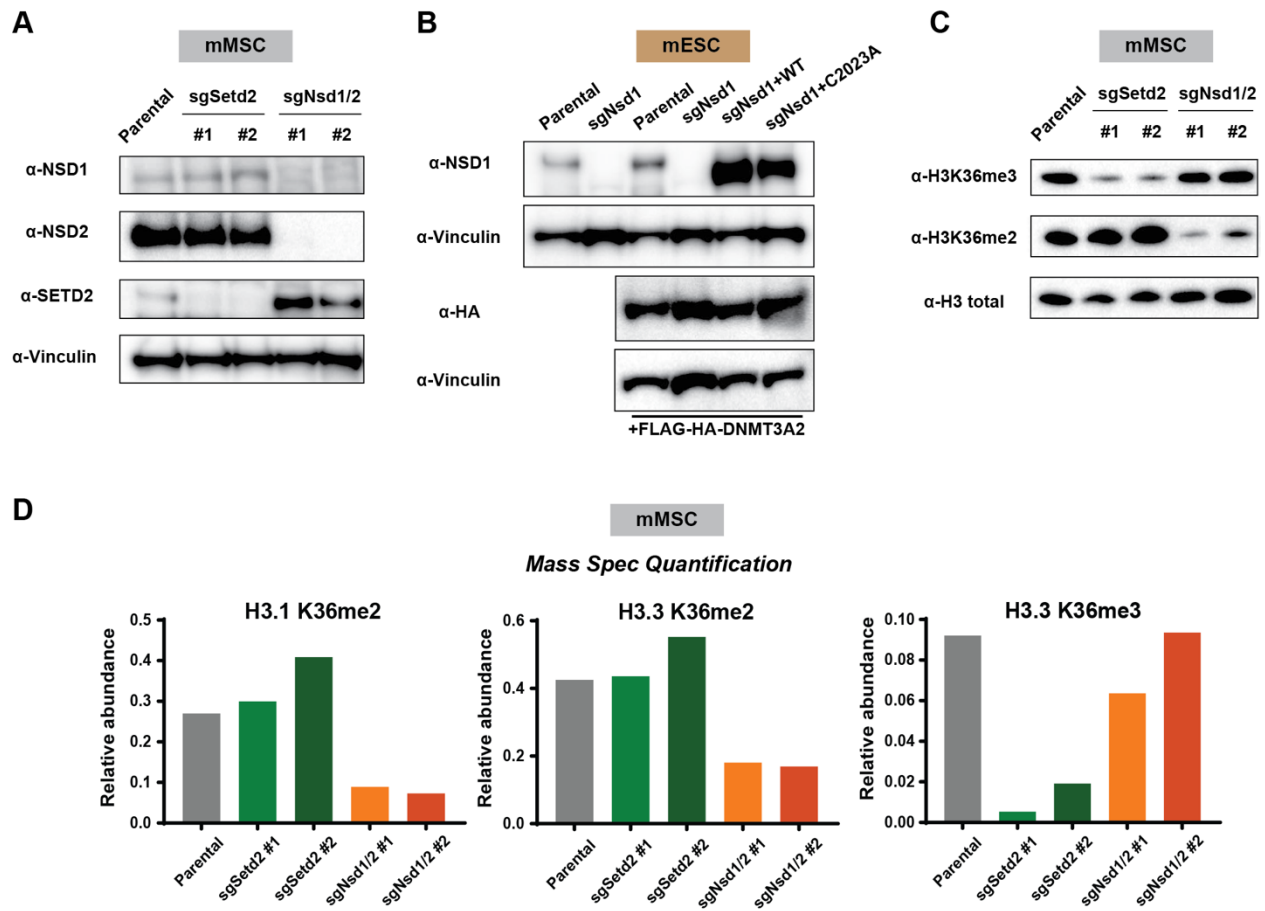 A
mMSC
Parental
sgSetd2
sgNsd1/2
#1
#2
#1
#2
α-NSD1
α-NSD2
α-SETD2
α-Vinculin
B
mESC
Parental
sgNsd1
Parental
sgNsd1
sgNsd1+WT
sgNsd1+C2023A
α-NSD1
α-Vinculin
α-HA
α-Vinculin
+FLAG-HA-DNMT3A2
C
mMSC
Parental
sgSetd2
sgNsd1/2
#1
#2
#1
#2
α-H3K36me3
α-H3K36me2
α-H3 total
D
mMSC
Mass Spec Quantification
H3.1 K36me2
Relative abundance
0.5
0.4
0.3
0.2
0.1
0.0
Parental
sgSetd2 #1
sgSetd2 #2
sgNsd1/2 #1
sgNsd1/2 #2
H3.3 K36me2
Relative abundance
0.6
0.4
0.2
0.0
Parental
sgSetd2 #1
sgSetd2 #2
sgNsd1/2 #1
sgNsd1/2 #2
H3.3 K36me3
Relative abundance
0.10
0.08
0.06
0.04
0.02
0.00
Parental
sgSetd2 #1
sgSetd2 #2
sgNsd1/2 #1
sgNsd1/2 #2